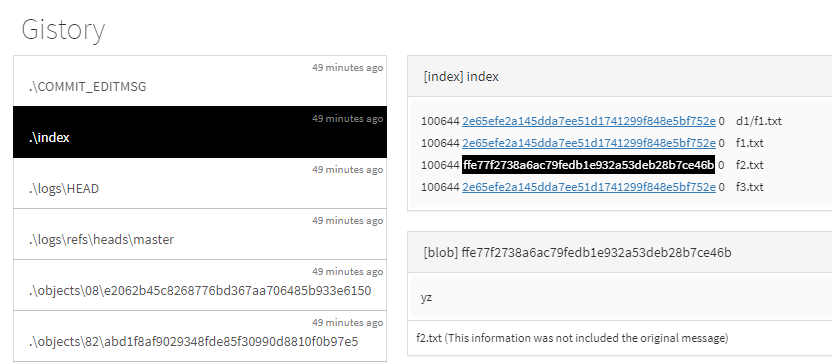 Gistory
49 minutes ago
.\COMMIT_EDITMSG
49 minutes ago
.\index
49 minutes ago
.\logs\HEAD
49 minutes ago
.\logs\refs\heads\master
49 minutes ago
.\objects\08\e2062b45c8268776bd367aa706485b933e6150
49 minutes ago
.\objects\82\abd1f8af9029348fde85f30990d8810f0b97e5
[index] index
100644 2e65efe2a145dda7ee51d1741299f848e5bf752e 0 d1/f1.txt
100644 2e65efe2a145dda7ee51d1741299f848e5bf752e 0 f1.txt
100644 ffe77f2738a6ac79fedb1e932a53deb28b7ce46b 0 f2.txt
100644 2e65efe2a145dda7ee51d1741299f848e5bf752e 0 f3.txt
[blob] ffe77f2738a6ac79fedb1e932a53deb28b7ce46b
yz
f2.txt (This information was not included the original message)